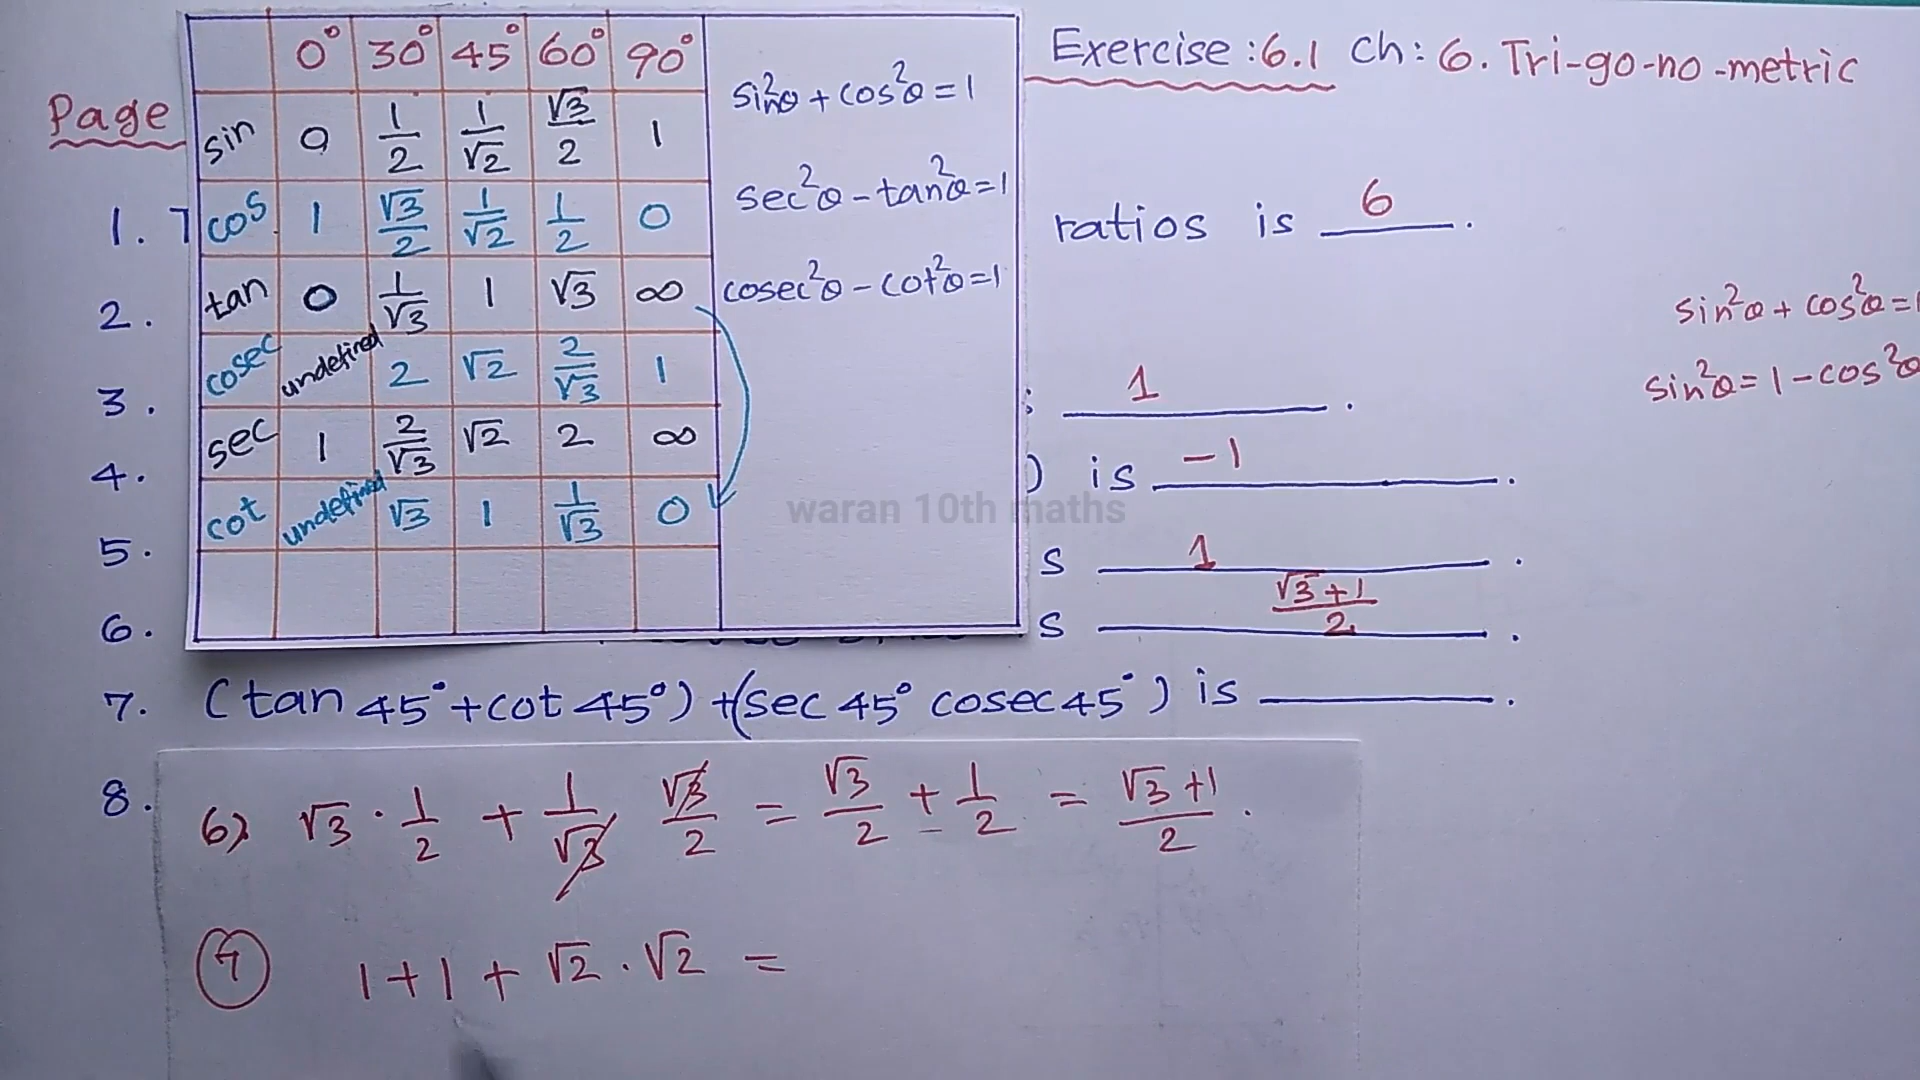 Exercise : 6.1 Ch: 6. Tri-go-no-metric
Page
0° 30° 45° 60° 90°
sin 0 1/2 1/√2 √3/2 1
cos 1 √3/2 1/√2 1/2 0
tan 0 1/√3 1 √3 ∞
cosec undefined 2 √2 2/√3 1
sec 1 2/√3 √2 2 ∞
cot undefined √3 1 1/√3 0
sin²θ + cos²θ = 1
sec²θ - tan²θ = 1
cosec²θ - cot²θ = 1
1. T ratios is 6 .
2.
3. 1 .
4. ) is -1 .
5. s 1 .
6. s √3+1/2 .
sin²θ + cos²θ = 1
sin²θ = 1 - cos²θ
waran 10th maths
7. (tan 45° + cot 45°) + (sec 45° cosec 45°) is .
8.
6) √3 · 1/2 + 1/√3 √3/2 = √3/2 + 1/2 = √3+1/2 .
7 1 + 1 + √2 . √2 =